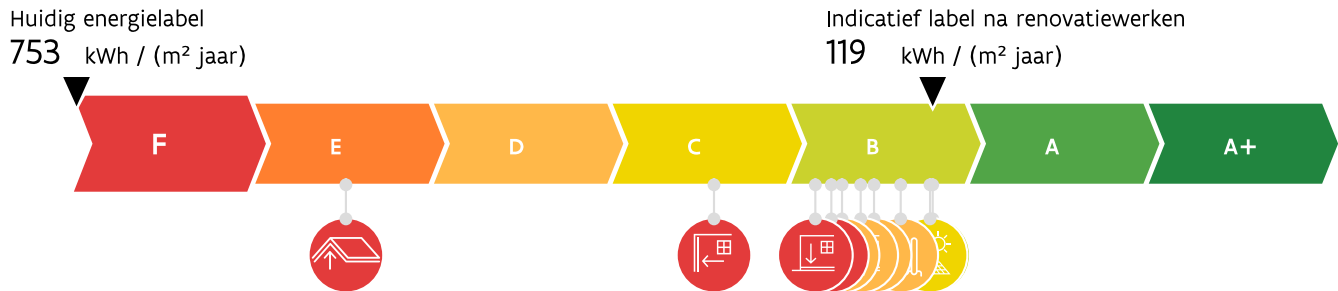 Huidig energielabel
753 kWh / (m² jaar)
Indicatief label na renovatiewerken
119 kWh / (m² jaar)
F E D C B A A+